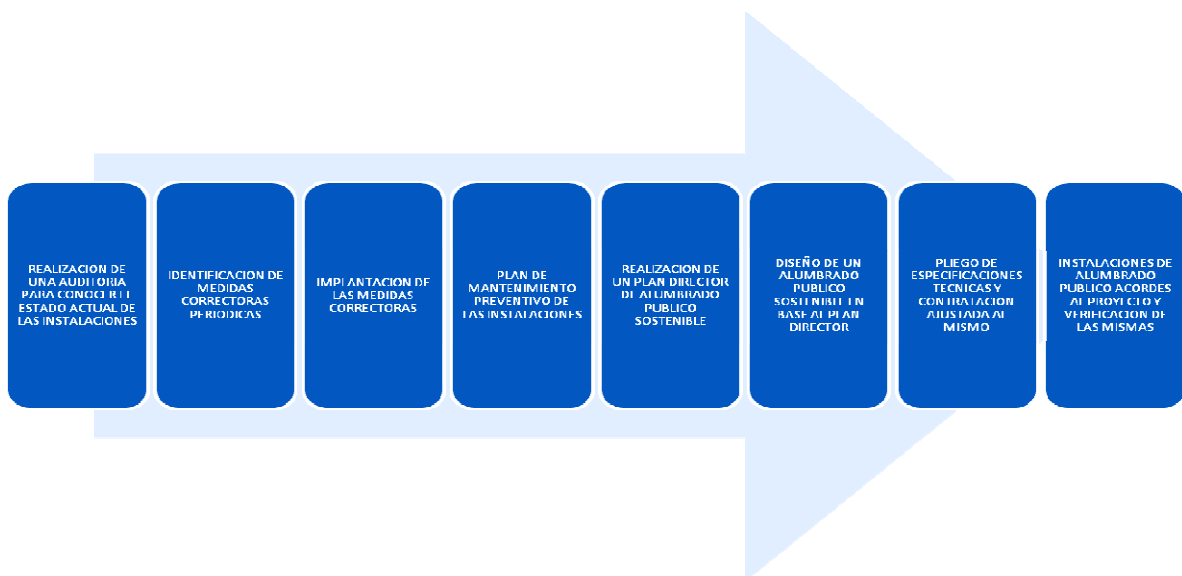 REALIZACION DE
UNA AUDITORIA
PARA CONOCER EL
ESTADO ACTUAL DE
LAS INSTALACIONES
IDENTIFICACION DE
MEDIDAS
CORRECTORAS
PERIODICAS
IMPLANTACION DE
LAS MEDIDAS
CORRECTORAS
PLAN DE
MANTENIMIENTO
PREVENTIVO DE
LAS INSTALACIONES
REALIZACION DE
UN PLAN DIRECTOR
DE ALUMBRADO
PUBLICO
SOSTENIBLE
DISEÑO DE UN
ALUMBRADO
PUBLICO
SOSTENIBLE EN
BASE AL PLAN
DIRECTOR
PLIEGO DE
ESPECIFICACIONES
TECNICAS Y
CONTRATACION
AJUSTADA AL
MISMO
INSTALACIONES DE
ALUMBRADO
PUBLICO ACORDES
AL PROYECTO Y
VERIFICACION DE
LAS MISMAS